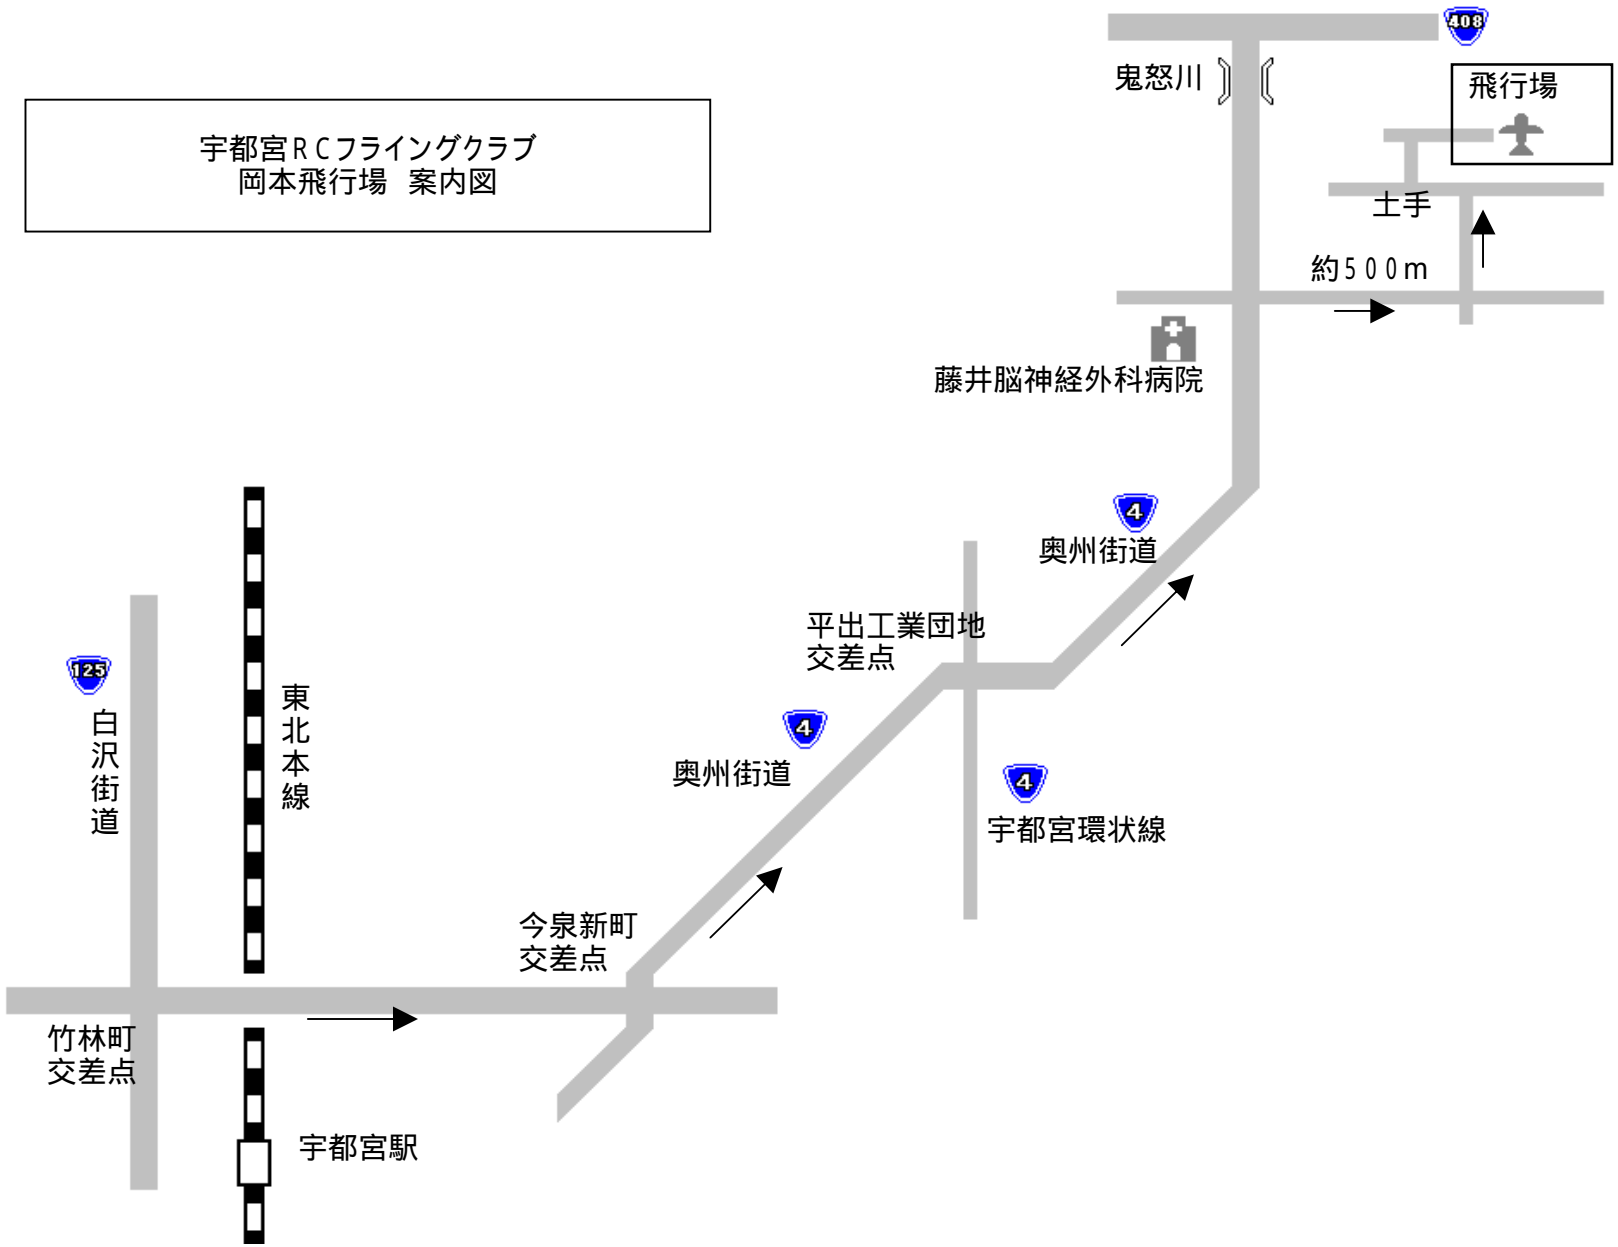 408
鬼怒川
飛行場
宇都宮RCフライングクラブ
岡本飛行場 案内図
土手
約500m
藤井脳神経外科病院
4
奥州街道
平出工業団地
交差点
125
白沢街道
東北本線
4
奥州街道
4
宇都宮環状線
今泉新町
交差点
竹林町
交差点
宇都宮駅